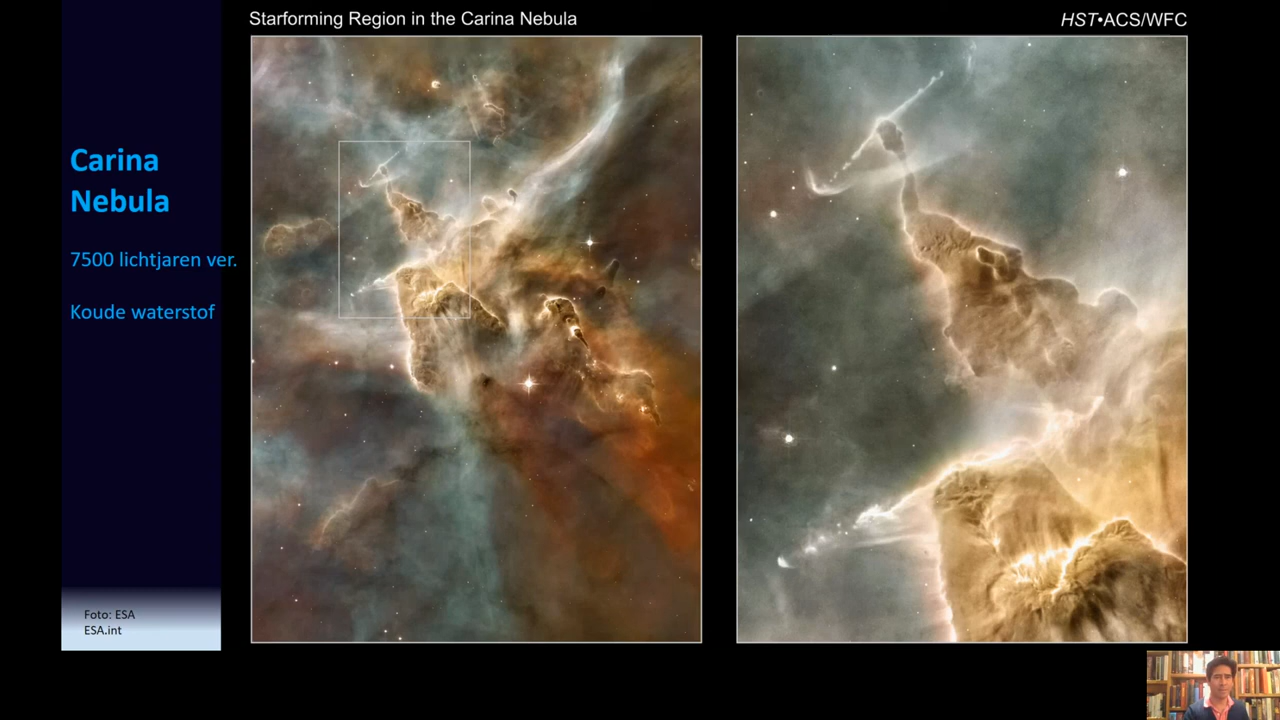 Starforming Region in the Carina Nebula
HST•ACS/WFC
Carina
Nebula
7500 lichtjaren ver.
Koude waterstof
Foto: ESA
ESA.int